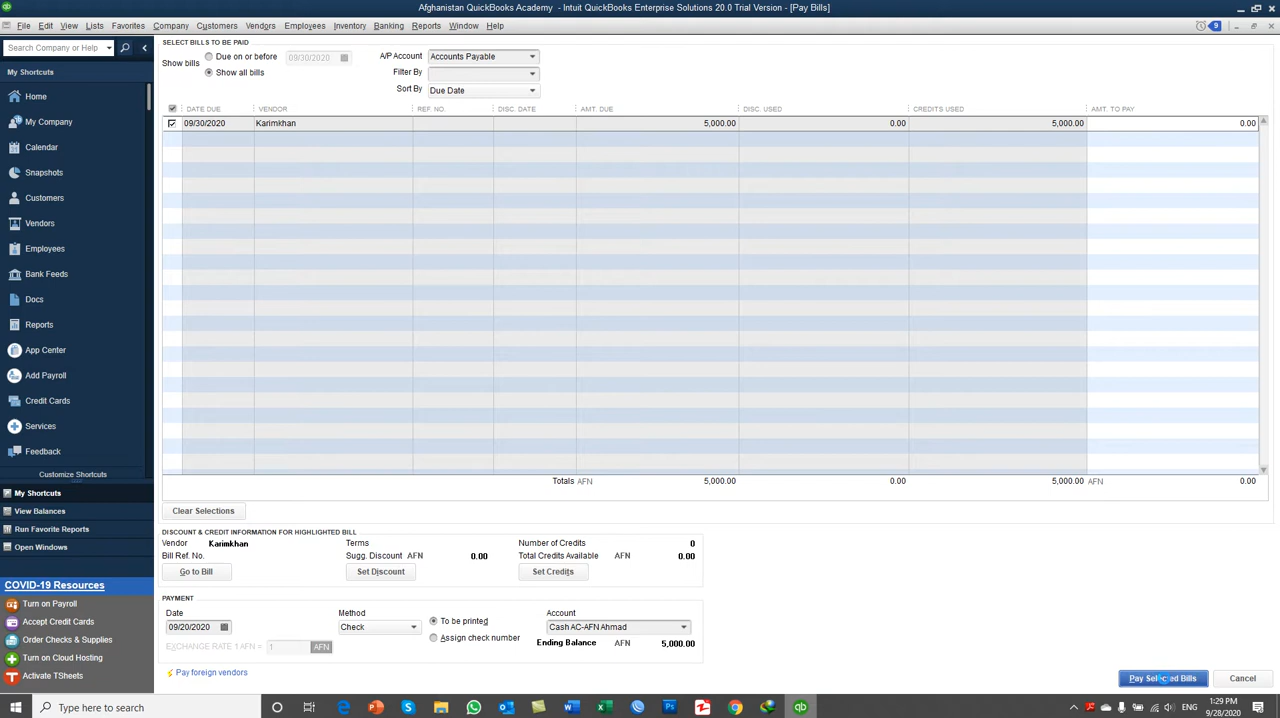 Afghanistan QuickBooks Academy - Intuit QuickBooks Enterprise Solutions 20.0 Trial Version - [Pay Bills]
File Edit View Lists Favorites Company Customers Vendors Employees Inventory Banking Reports Window Help 9
Search Company or Help
My Shortcuts
Home
My Company
Calendar
Snapshots
Customers
Vendors
Employees
Bank Feeds
Docs
Reports
App Center
Add Payroll
Credit Cards
Services
Feedback
Customize Shortcuts
My Shortcuts
View Balances
Run Favorite Reports
Open Windows
COVID-19 Resources
Turn on Payroll
Accept Credit Cards
Order Checks & Supplies
Turn on Cloud Hosting
Activate TSheets
SELECT BILLS TO BE PAID
Show bills Due on or before 09/30/2020 A/P Account Accounts Payable
Show all bills Filter By
Sort By Due Date
DATE DUE VENDOR REF. NO. DISC. DATE AMT. DUE DISC. USED CREDITS USED AMT. TO PAY
09/30/2020 Karimkhan 5,000.00 0.00 5,000.00 0.00
Totals AFN 5,000.00 0.00 5,000.00 AFN 0.00
Clear Selections
DISCOUNT & CREDIT INFORMATION FOR HIGHLIGHTED BILL
Vendor Karimkhan Terms Number of Credits 0
Bill Ref. No. Sugg. Discount AFN 0.00 Total Credits Available AFN 0.00
Go to Bill Set Discount Set Credits
PAYMENT
Date Method To be printed Account
09/20/2020 Check Assign check number Cash AC-AFN Ahmad
EXCHANGE RATE 1 AFN = 1 AFN Ending Balance AFN 5,000.00
Pay foreign vendors
Pay Selected Bills Cancel
Type here to search
1:29 PM
9/28/2020